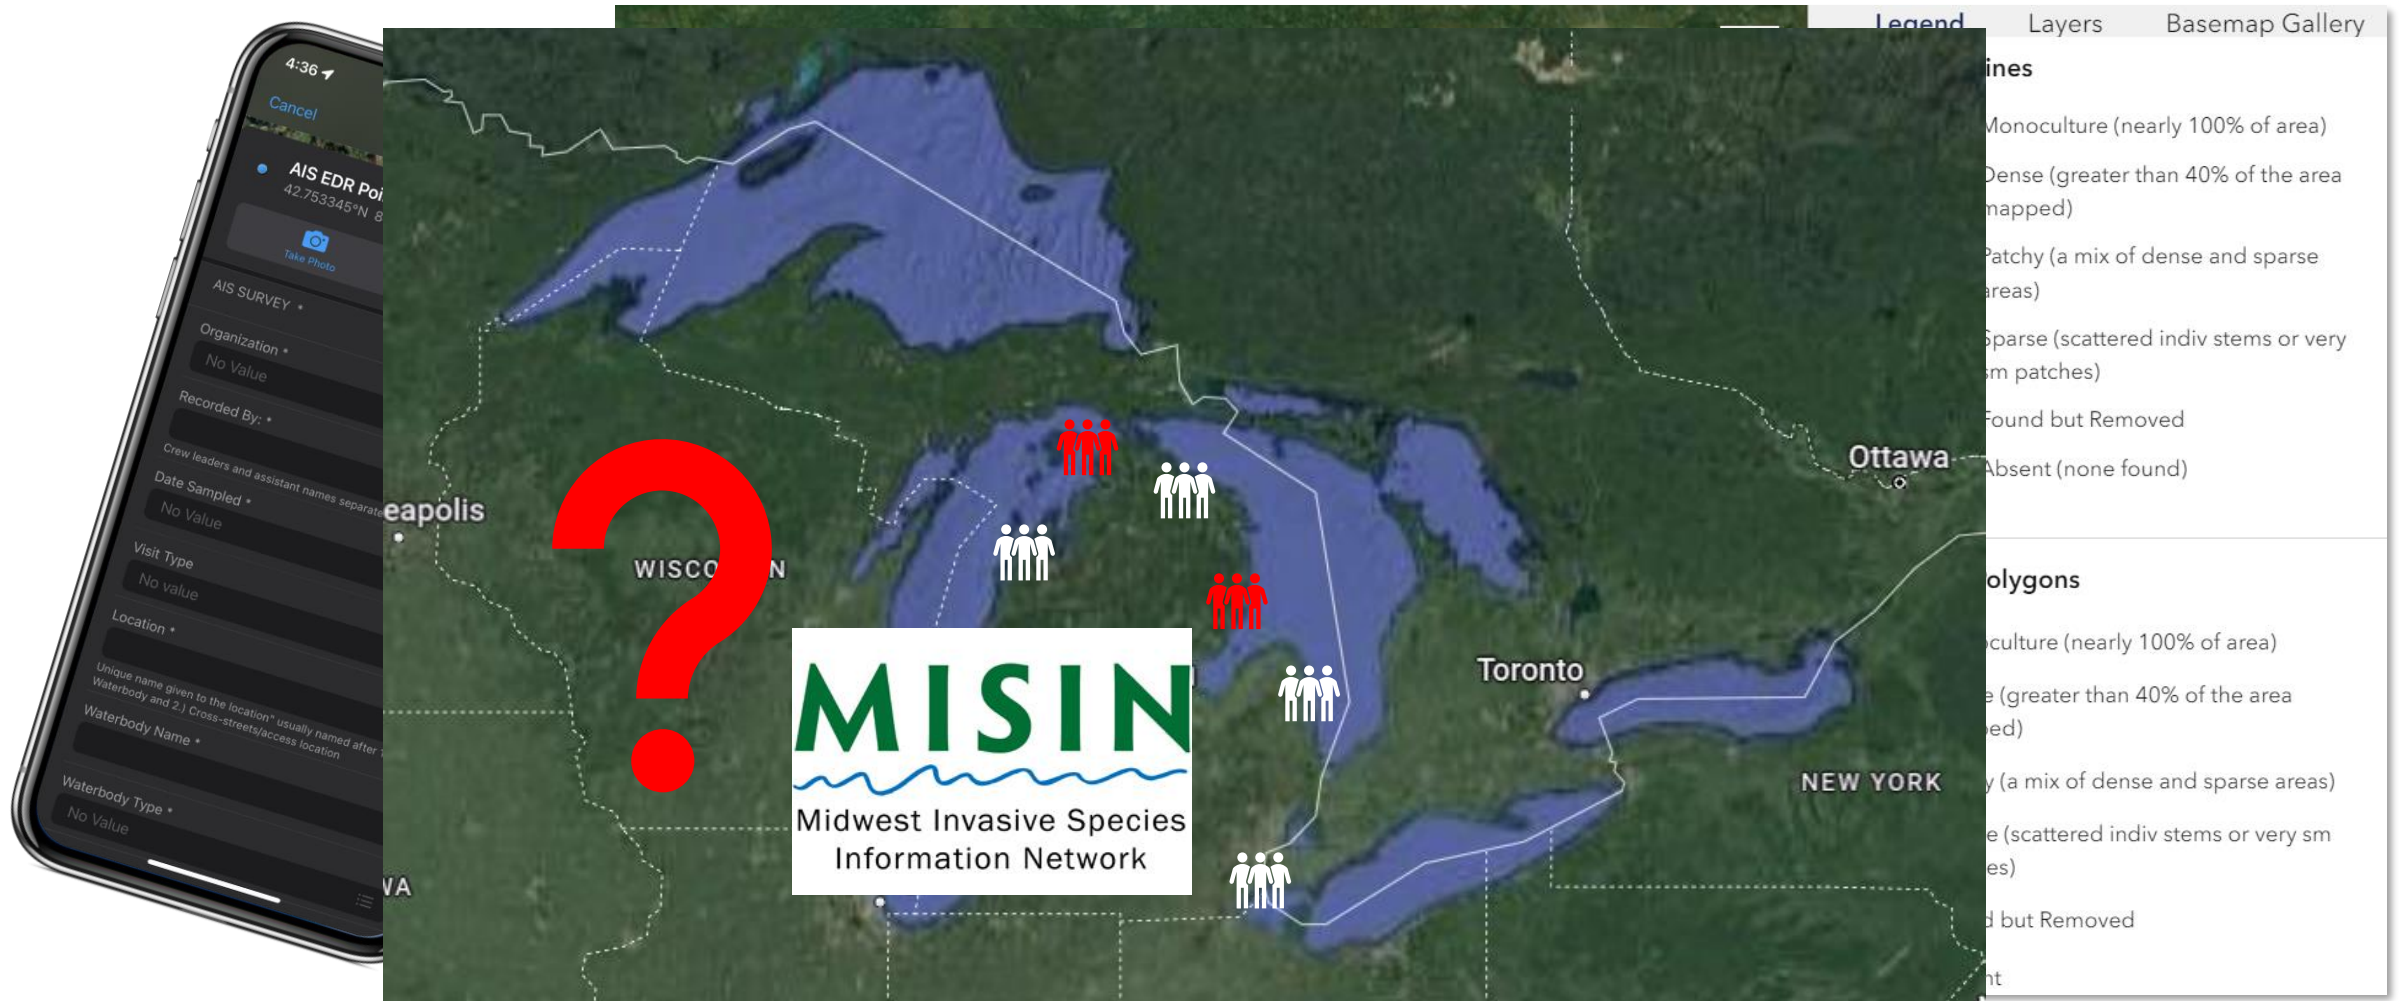 4:36
Cancel
AIS EDR Poi
42.753345°N 8
Take Photo
AIS SURVEY *
Organization *
No Value
Recorded By: *
Crew leaders and assistant names separate
Date Sampled *
No Value
Visit Type
No value
Location *
Unique name given to the location" usually named after
Waterbody and 2.) Cross-streets/access location
Waterbody Name *
Waterbody Type *
No Value
eapolis
WISCO N
?
MISIN
Midwest Invasive Species
Information Network
WA
Ottawa
Toronto
NEW YORK
Legend Layers Basemap Gallery
ines
Monoculture (nearly 100% of area)
Dense (greater than 40% of the area
mapped)
Patchy (a mix of dense and sparse
areas)
Sparse (scattered indiv stems or very
sm patches)
Found but Removed
Absent (none found)
olygons
culture (nearly 100% of area)
e (greater than 40% of the area
ed)
y (a mix of dense and sparse areas)
e (scattered indiv stems or very sm
es)
d but Removed
nt